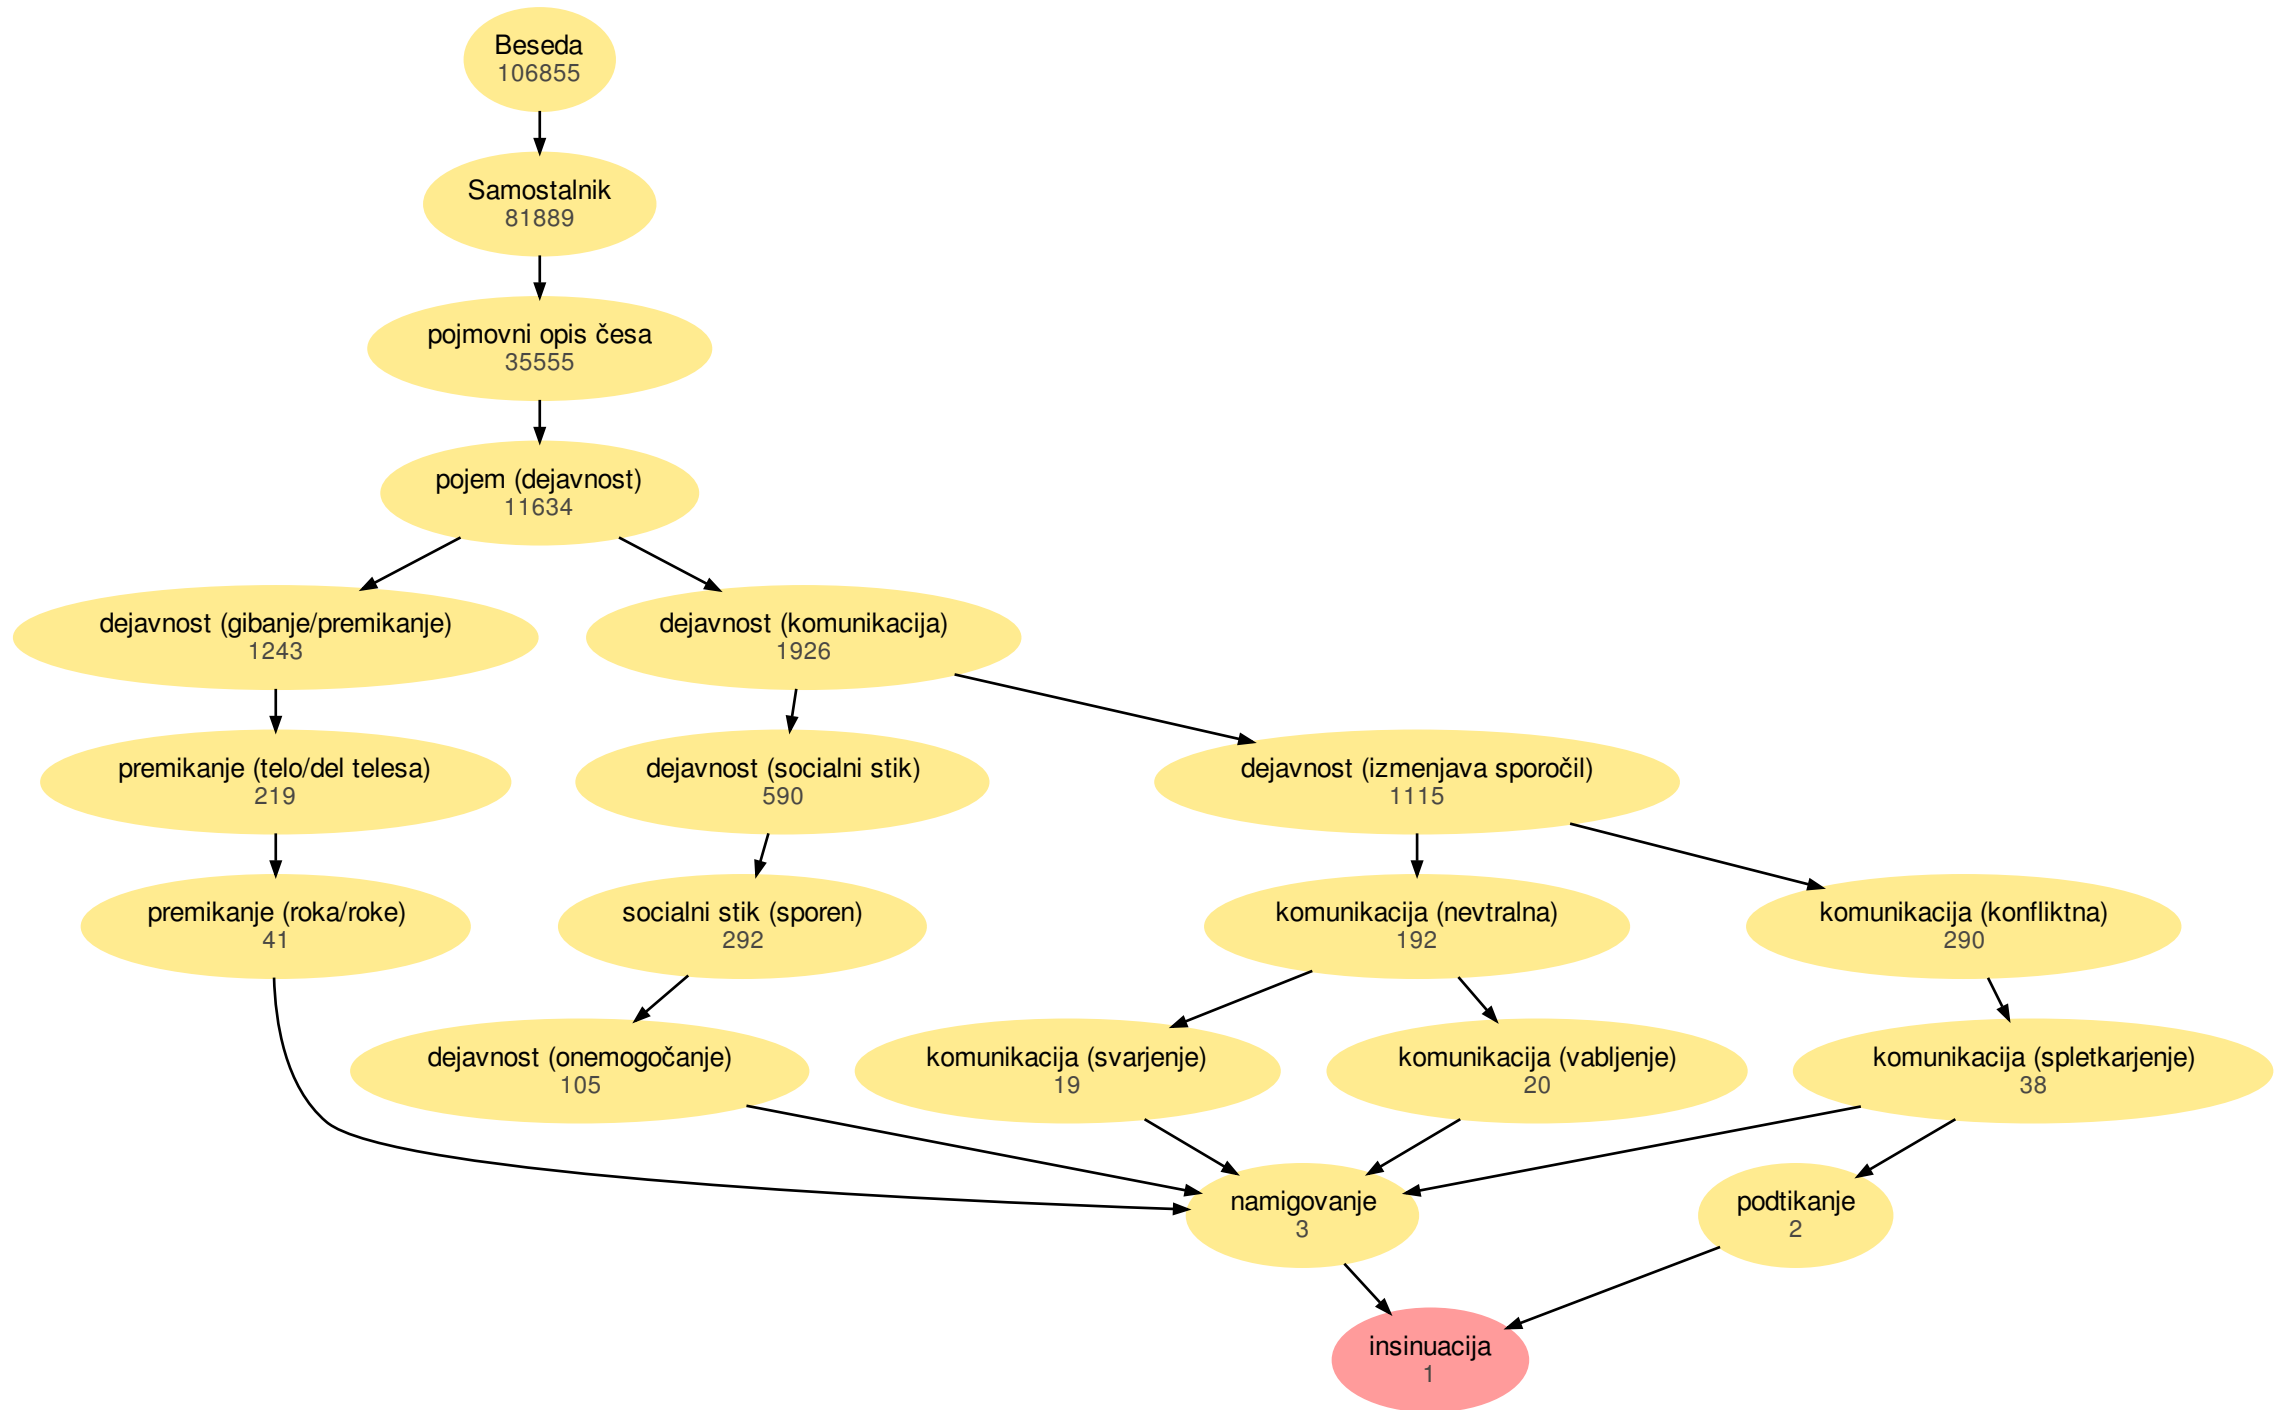 Beseda
106855
Samostalnik
81889
pojmovni opis česa
35555
pojem (dejavnost)
11634
dejavnost (gibanje/premikanje)
1243
dejavnost (komunikacija)
1926
premikanje (telo/del telesa)
219
dejavnost (socialni stik)
590
dejavnost (izmenjava sporočil)
1115
premikanje (roka/roke)
41
socialni stik (sporen)
292
komunikacija (nevtralna)
192
komunikacija (konfliktna)
290
dejavnost (onemogočanje)
105
komunikacija (svarjenje)
19
komunikacija (vabljenje)
20
komunikacija (spletkarjenje)
38
namigovanje
3
podtikanje
2
insinuacija
1